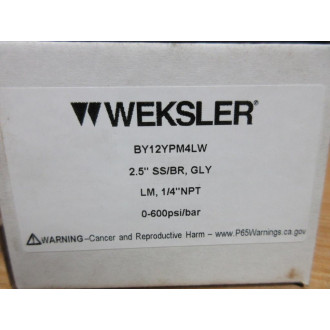 WEKSLER®
BY12YPM4LW
2.5" SS/BR, GLY
LM, 1/4"NPT
0-600psi/bar
⚠WARNING-Cancer and Reproductive Harm - www.P65Warnings.ca.gov